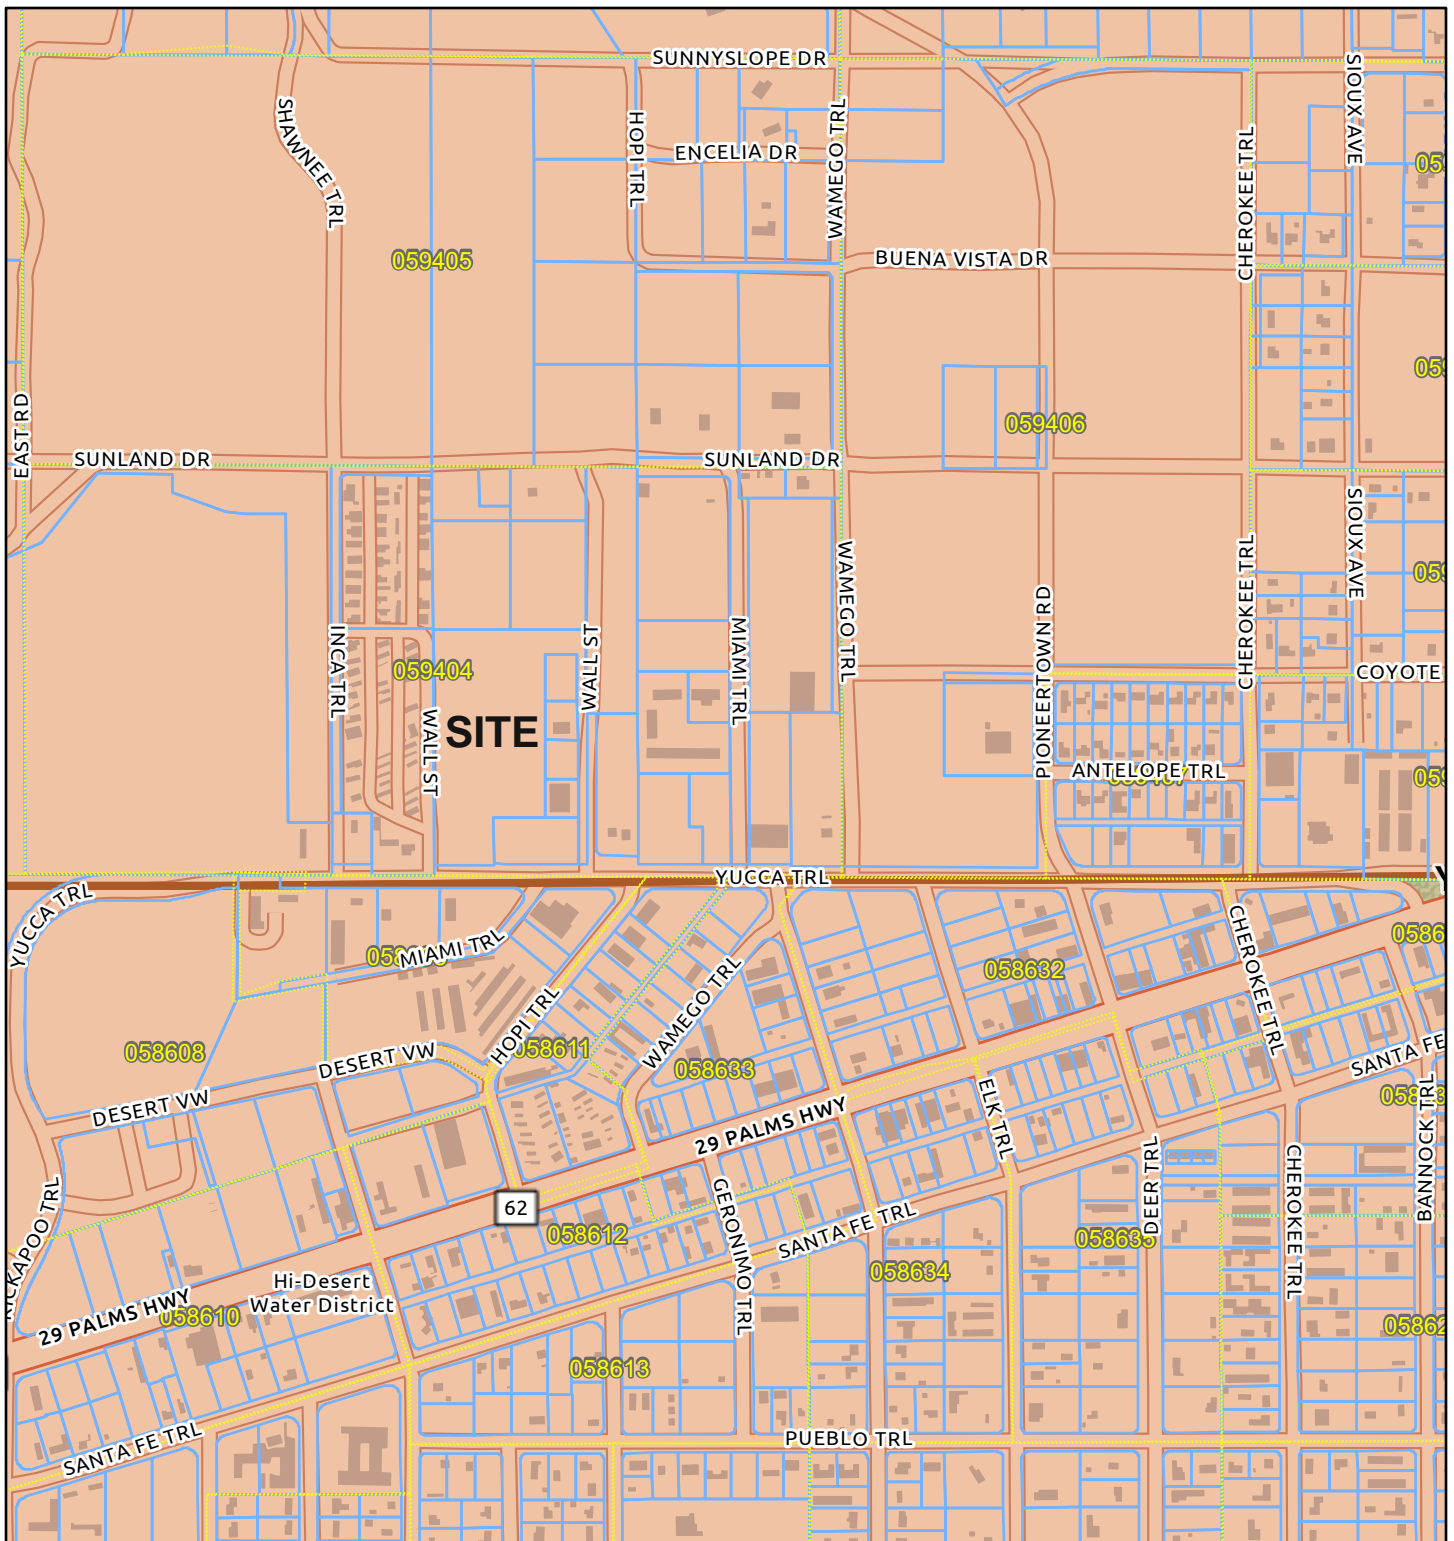 SUNNYSLOPE DR
SHAWNEE TRL
HOPI TRL
ENCELIA DR
WAMEGO TRL
CHEROKEE TRL
SIOUX AVE
BUENA VISTA DR
059405
059406
EAST RD
SUNLAND DR
SUNLAND DR
INCA TRL
059404
WALL ST
SITE
WALL ST
MIAMI TRL
WAMEGO TRL
PIONEERTOWN RD
CHEROKEE TRL
SIOUX AVE
COYOTE
ANTELOPE TRL
YUCCA TRL
YUCCA TRL
MIAMI TRL
HOPI TRL
WAMEGO TRL
058632
CHEROKEE TRL
058608
DESERT VW
058611
058633
DESERT VW
29 PALMS HWY
ELK TRL
SANTA FE
62
058612
GERONIMO TRL
SANTA FE TRL
DEER TRL
058635
CHEROKEE TRL
BANNOCK TRL
058634
Hi-Desert
Water District
29 PALMS HWY
058610
058613
SANTA FE TRL
PUEBLO TRL